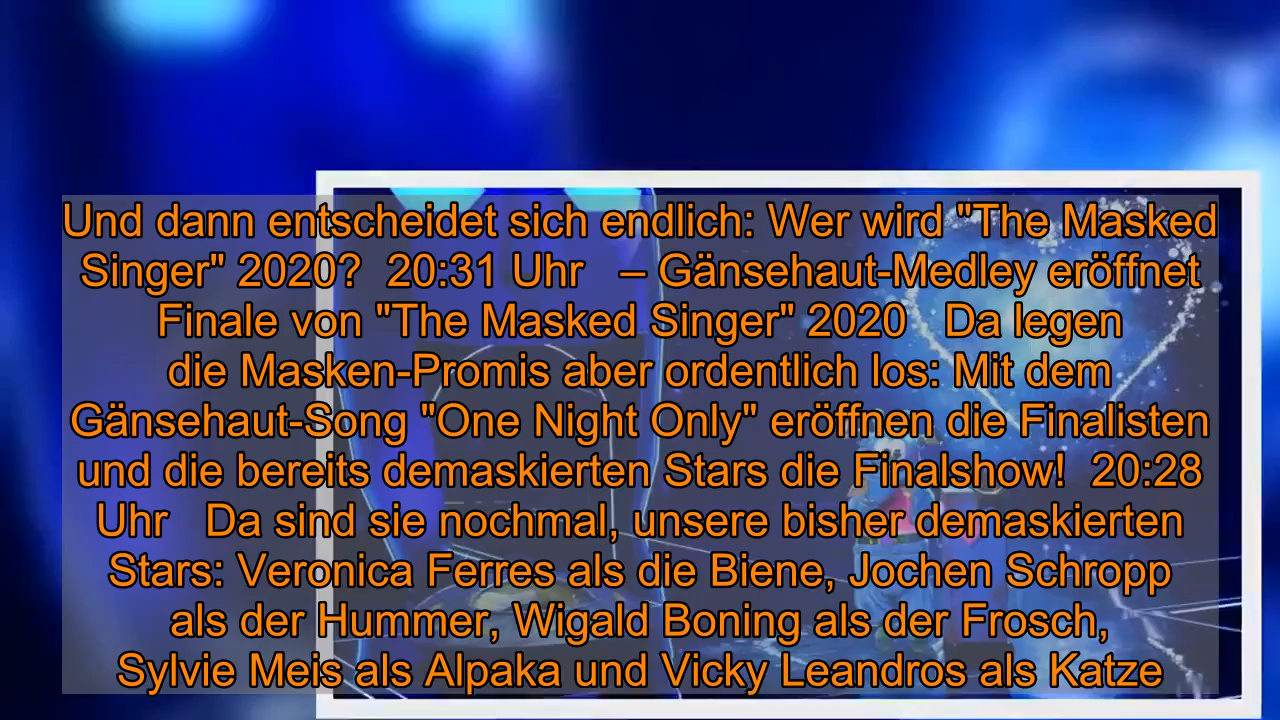 Und dann entscheidet sich endlich: Wer wird "The Masked
Singer" 2020?  20:31 Uhr   – Gänsehaut-Medley eröffnet
Finale von "The Masked Singer" 2020   Da legen
die Masken-Promis aber ordentlich los: Mit dem
Gänsehaut-Song "One Night Only" eröffnen die Finalisten
und die bereits demaskierten Stars die Finalshow!  20:28
Uhr   Da sind sie nochmal, unsere bisher demaskierten
Stars: Veronica Ferres als die Biene, Jochen Schropp
als der Hummer, Wigald Boning als der Frosch,
Sylvie Meis als Alpaka und Vicky Leandros als Katze